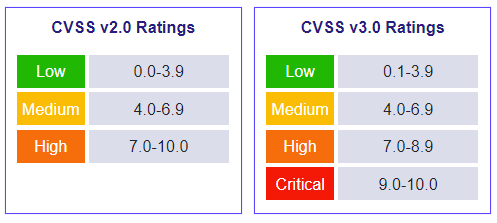 CVSS v2.0 Ratings
Low 0.0-3.9
Medium 4.0-6.9
High 7.0-10.0
CVSS v3.0 Ratings
Low 0.1-3.9
Medium 4.0-6.9
High 7.0-8.9
Critical 9.0-10.0